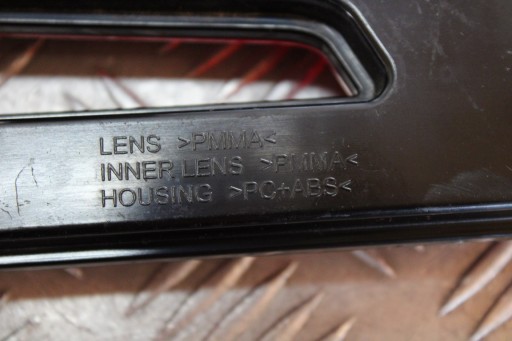 LENS >PMMA<
INNER LENS >PMMA<
HOUSING >PC+ABS<